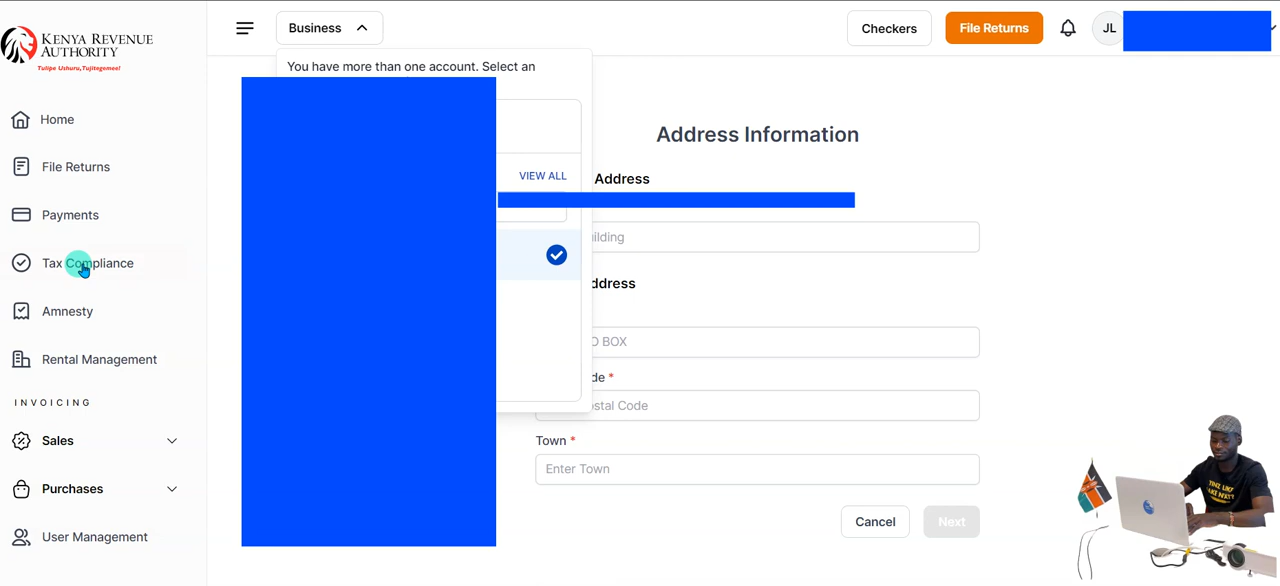 KENYA REVENUE
AUTHORITY
Tulipe Ushuru, Tujitegemee!
Home
File Returns
Payments
Tax Compliance
Amnesty
Rental Management
INVOICING
Sales
Purchases
User Management
Business
Checkers
File Returns
JL
You have more than one account. Select an
VIEW ALL
Address Information
Address
ilding
ddress
O BOX
de *
stal Code
Town *
Enter Town
Cancel
Next